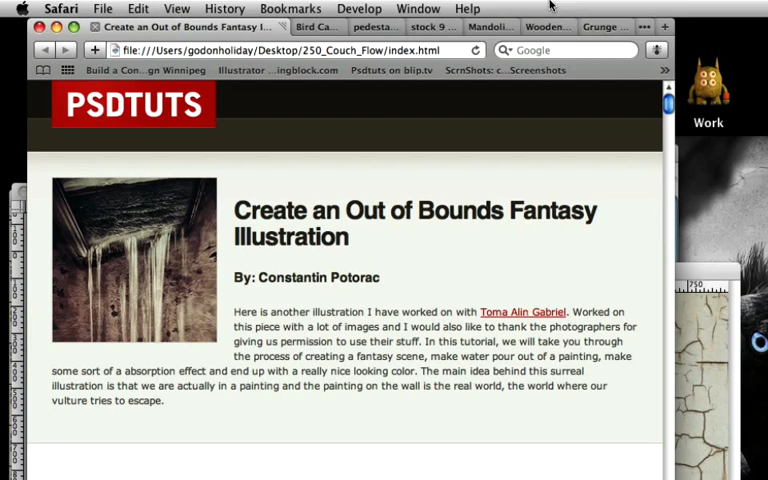 Safari File Edit View History Bookmarks Develop Window Help
Create an Out of Bounds Fantasy I... Bird Ca... pedesta... stock 9 ... Mandoli... Wooden... Grunge ...
file:///Users/godonholiday/Desktop/250_Couch_Flow/index.html Google
Build a Con...gn Winnipeg Illustrator ...ingblock.com Psdtuts on blip.tv ScrnShots: c...Screenshots
Work
PSDTUTS
Create an Out of Bounds Fantasy
Illustration
By: Constantin Potorac
Here is another illustration I have worked on with Toma Alin Gabriel. Worked on
this piece with a lot of images and I would also like to thank the photographers for
giving us permission to use their stuff. In this tutorial, we will take you through
the process of creating a fantasy scene, make water pour out of a painting, make
some sort of a absorption effect and end up with a really nice looking color. The main idea behind this surreal
illustration is that we are actually in a painting and the painting on the wall is the real world, the world where our
vulture tries to escape.
750